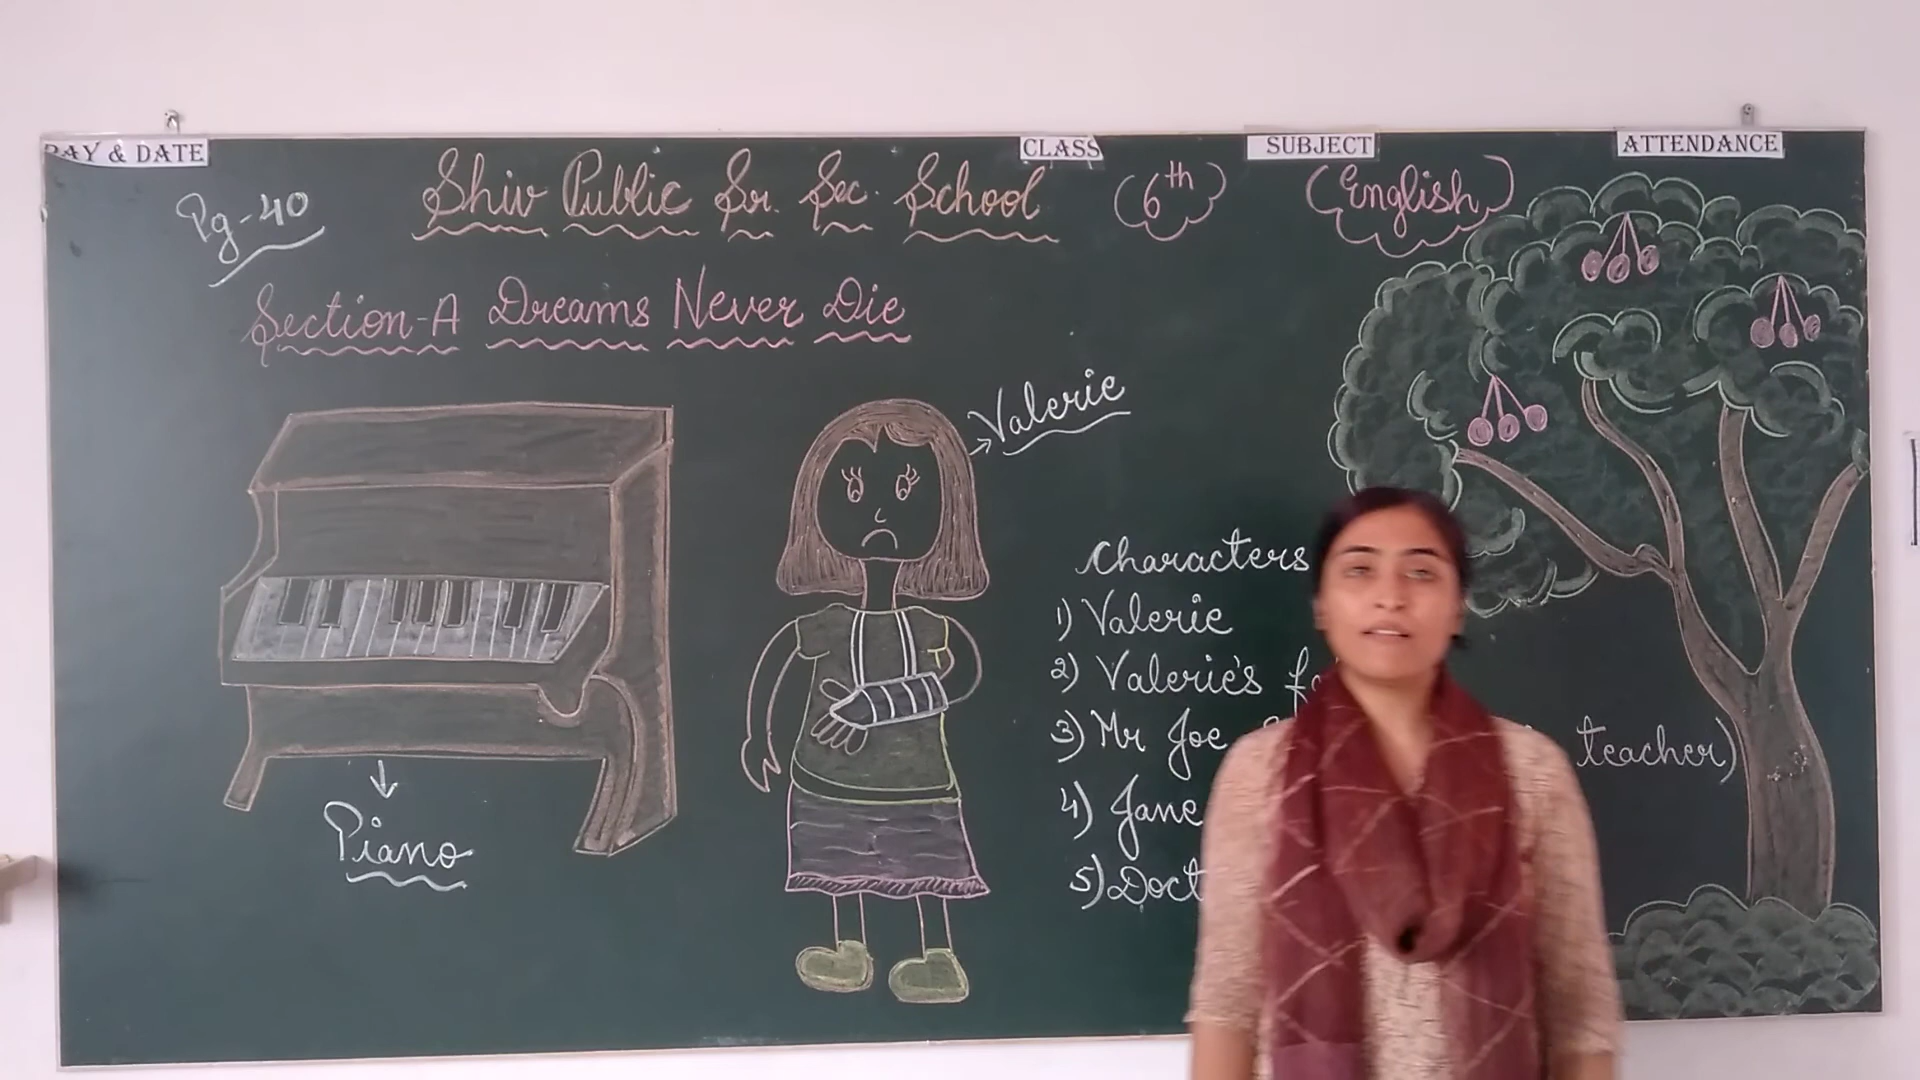 DAY & DATE CLASS SUBJECT ATTENDANCE
Pg-40 Shiv Public Sr. Sec. School (6th) (English)
Section-A Dreams Never Die
Valerie
Characters
1) Valerie
2) Valerie's
3) Mr Joe teacher)
4) Jane
5)
Piano